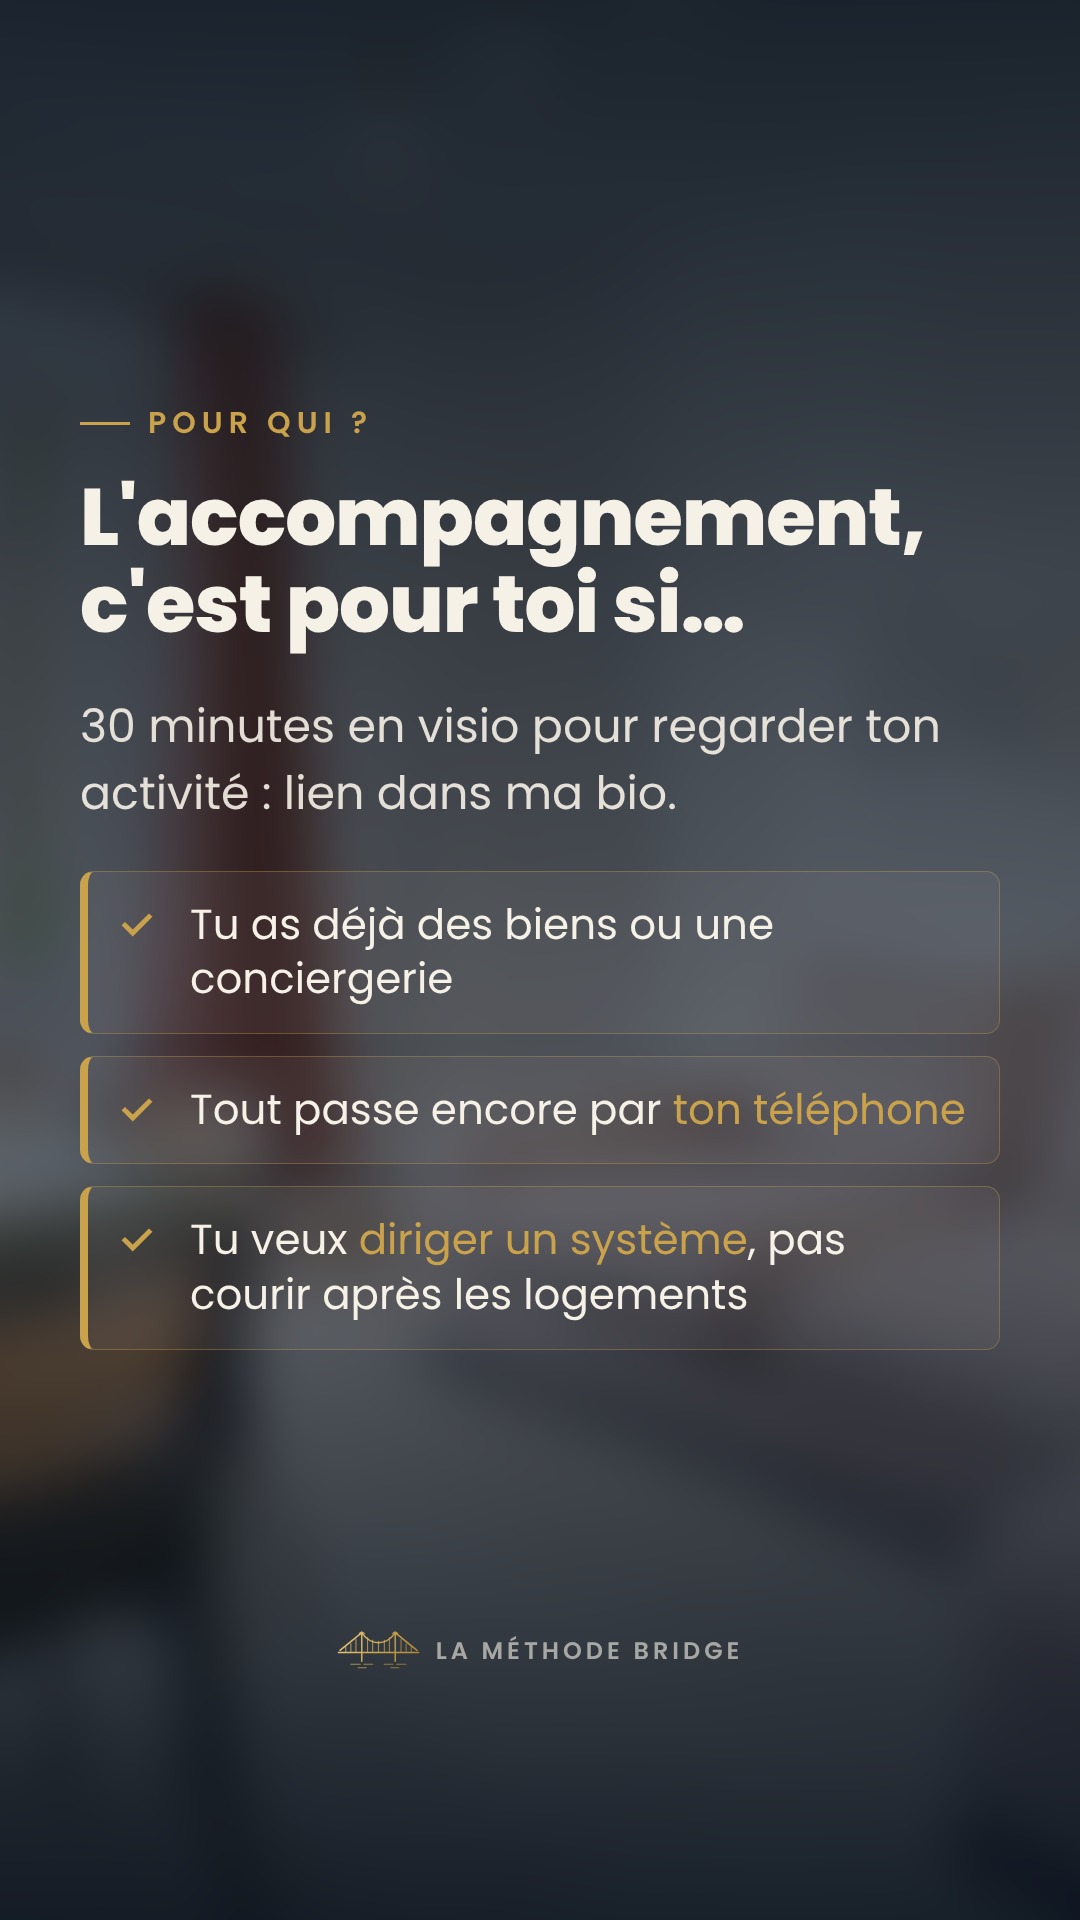 POUR QUI ?
L'accompagnement,
c'est pour toi si...
30 minutes en visio pour regarder ton
activité : lien dans ma bio.
Tu as déjà des biens ou une
conciergerie
Tout passe encore par ton téléphone
Tu veux diriger un système, pas
courir après les logements
LA MÉTHODE BRIDGE